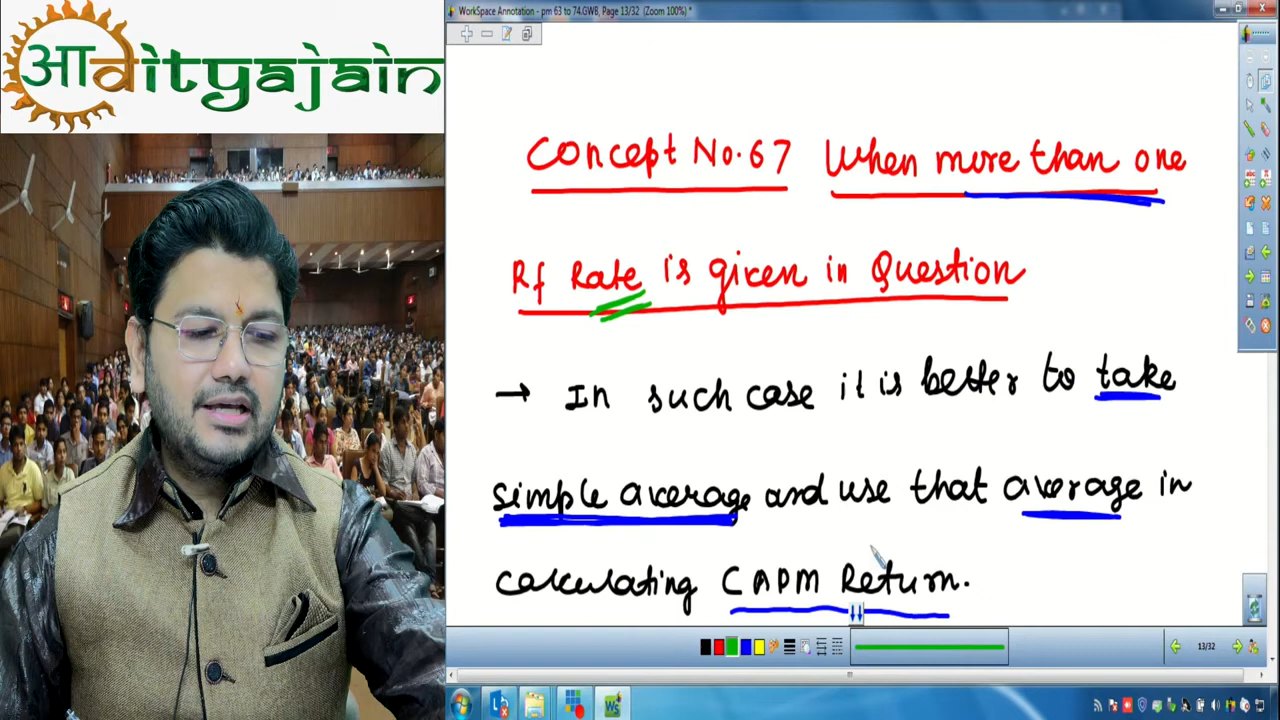 आdityajain
WorkSpace Annotation - pm 63 to 74.GWB, Page 13/32 (Zoom 100%) *
Concept No.67 When more than one
Rf Rate is given in Question
→ In such case it is better to take
simple average and use that average in
calculating CAPM Return.
13/32